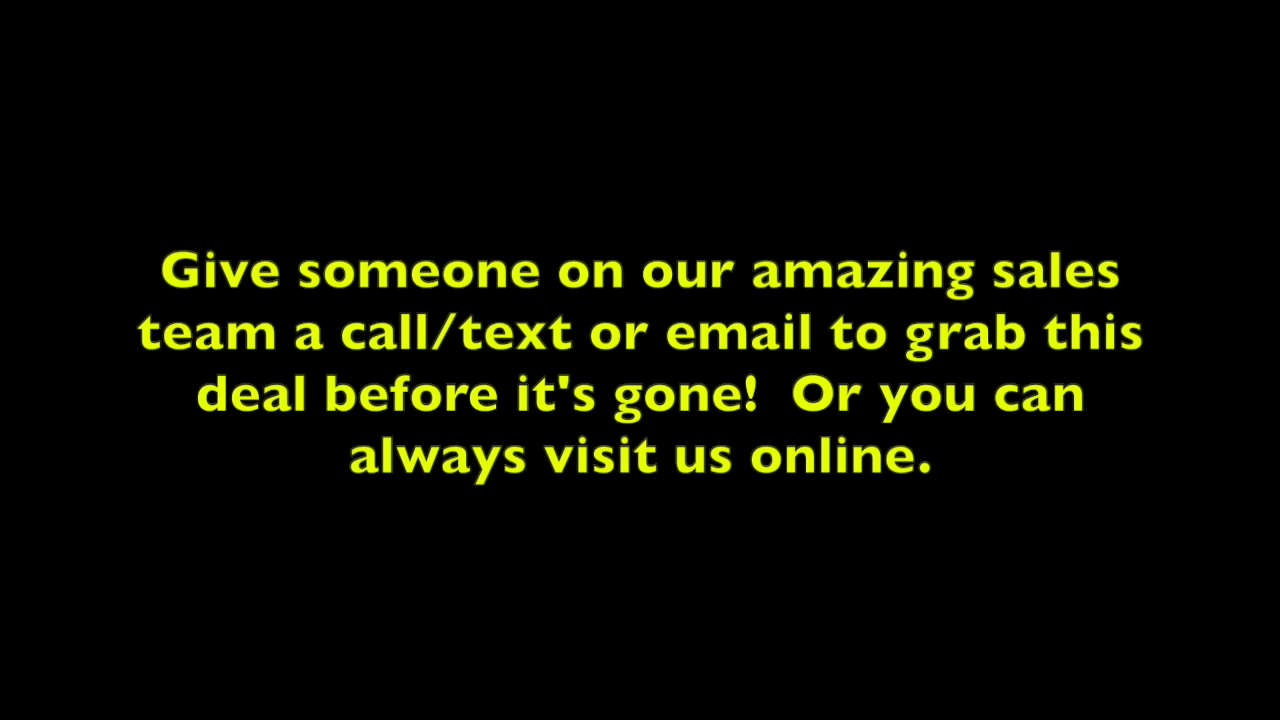 Give someone on our amazing sales
team a call/text or email to grab this
deal before it's gone!  Or you can
always visit us online.